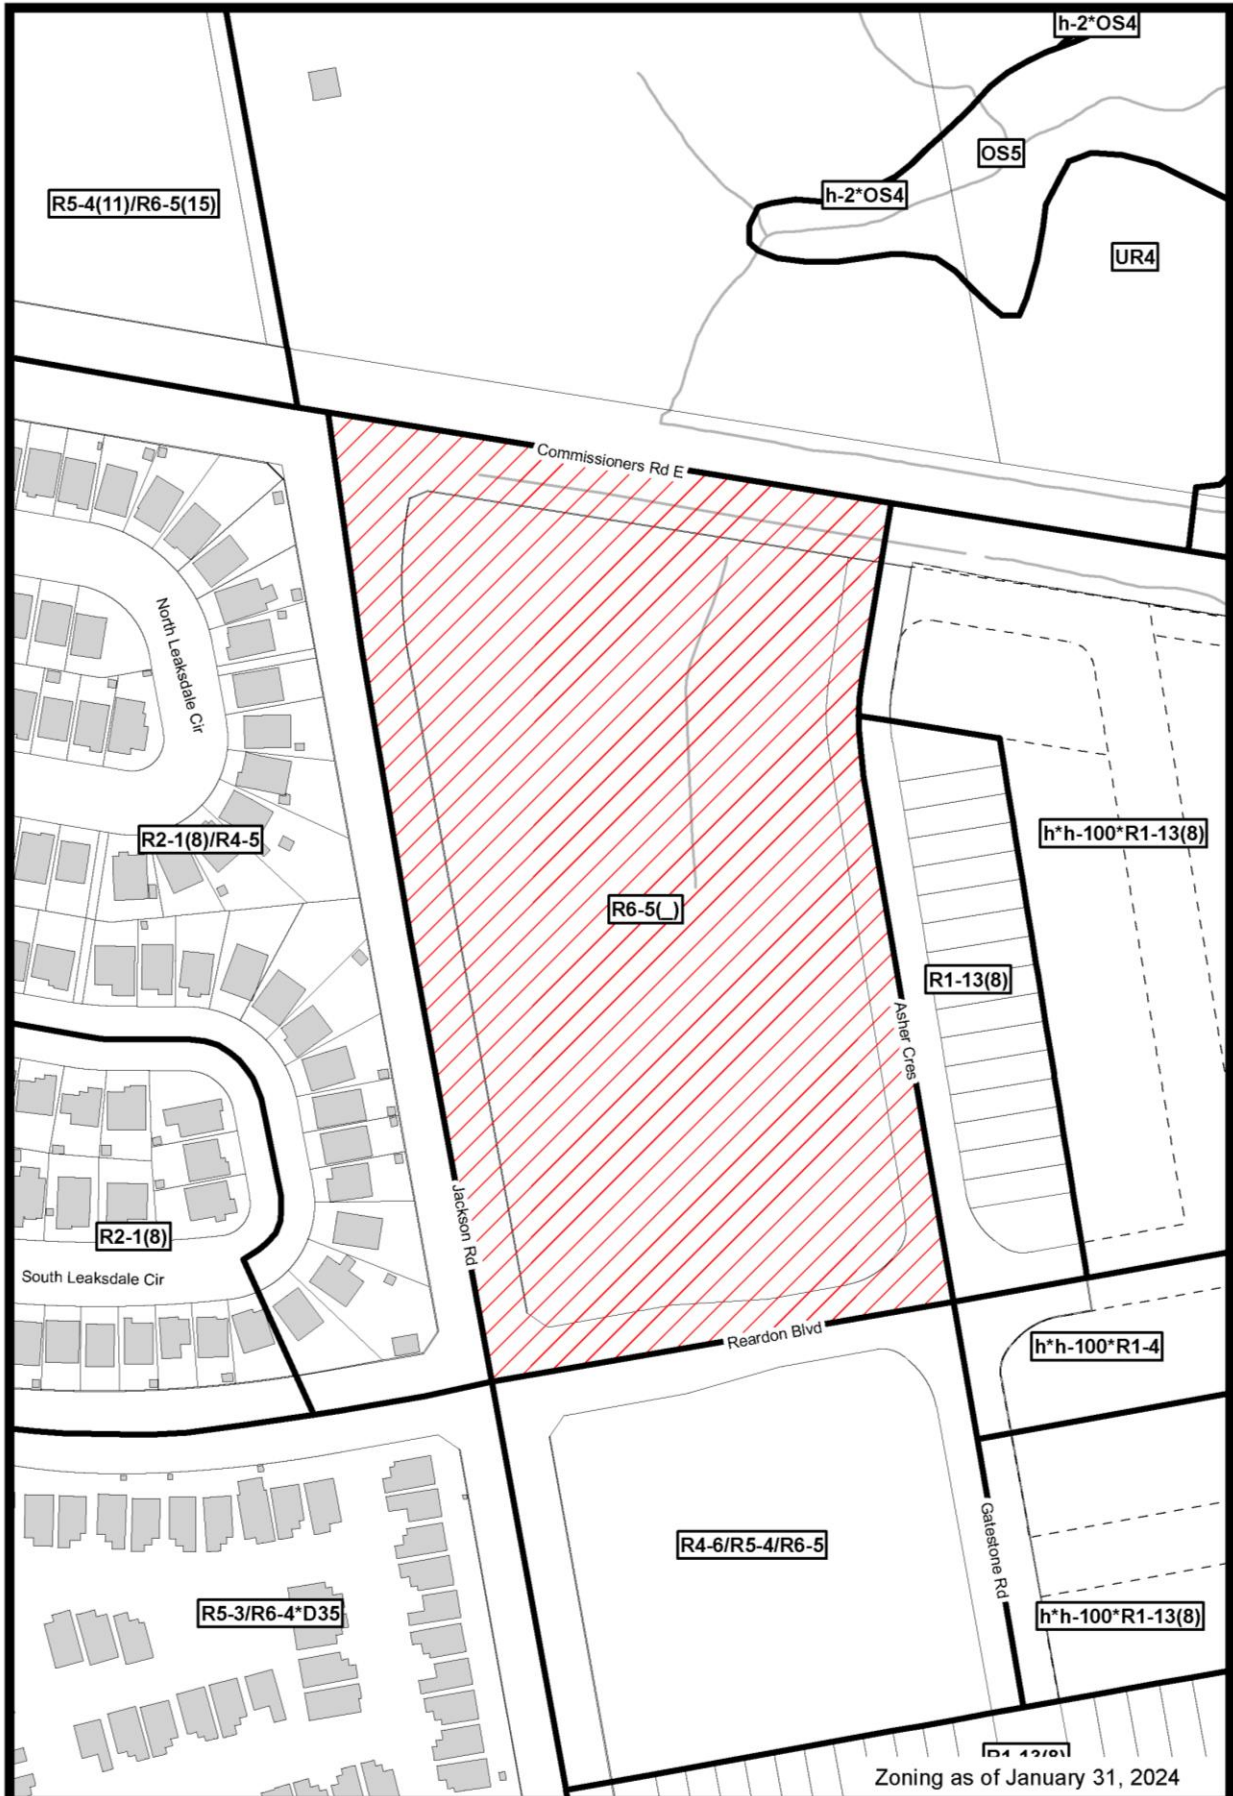 h-2*OS4
OS5
h-2*OS4
R5-4(11)/R6-5(15)
UR4
Commissioners Rd E
North Leaksdale Cir
R2-1(8)/R4-5
h*h-100*R1-13(8)
R6-5(_)
R1-13(8)
Asher Cres
Jackson Rd
R2-1(8)
South Leaksdale Cir
Reardon Blvd
h*h-100*R1-4
Gatestone Rd
R4-6/R5-4/R6-5
R5-3/R6-4*D35
h*h-100*R1-13(8)
R1-13(8)
Zoning as of January 31, 2024